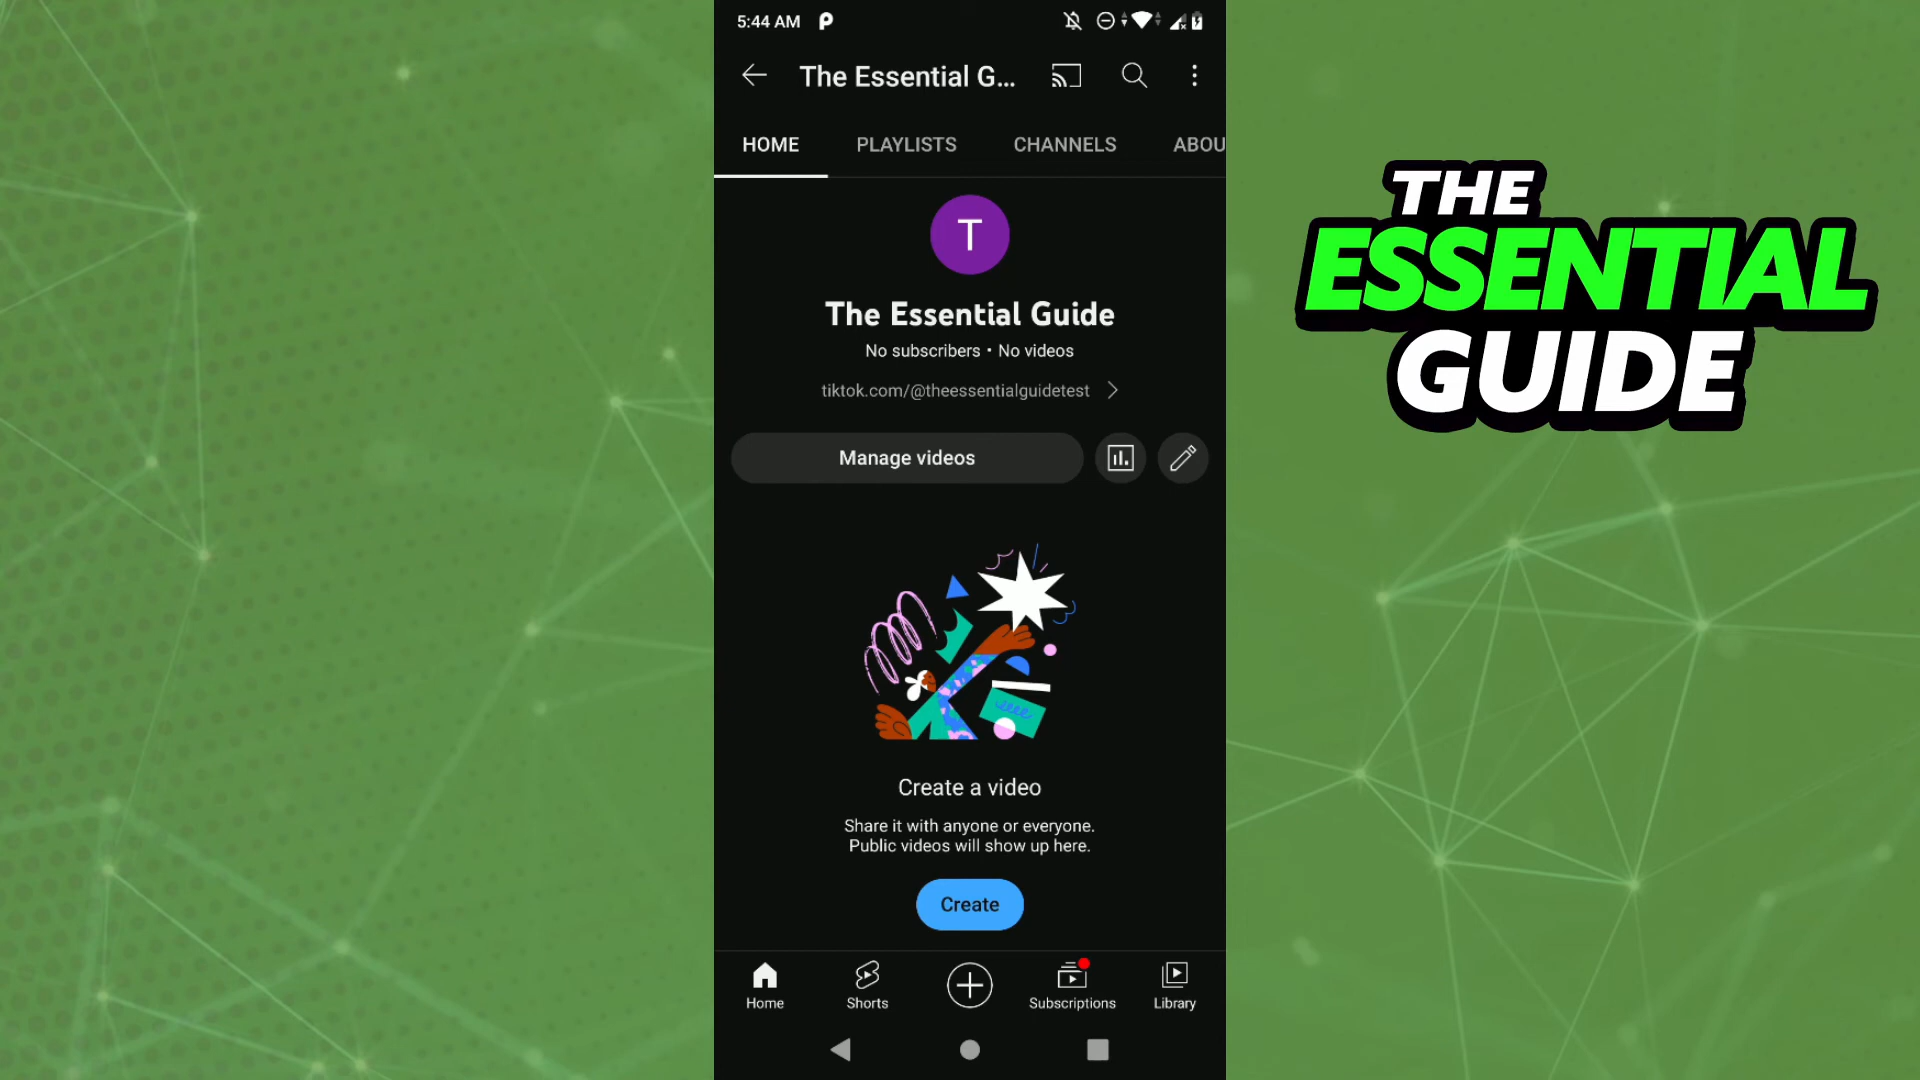 5:44 AM
The Essential G...
HOME
PLAYLISTS
CHANNELS
ABOU
T
The Essential Guide
No subscribers • No videos
tiktok.com/@theessentialguidetest
Manage videos
Create a video
Share it with anyone or everyone.
Public videos will show up here.
Create
Home
Shorts
Subscriptions
Library
THE
ESSENTIAL
GUIDE